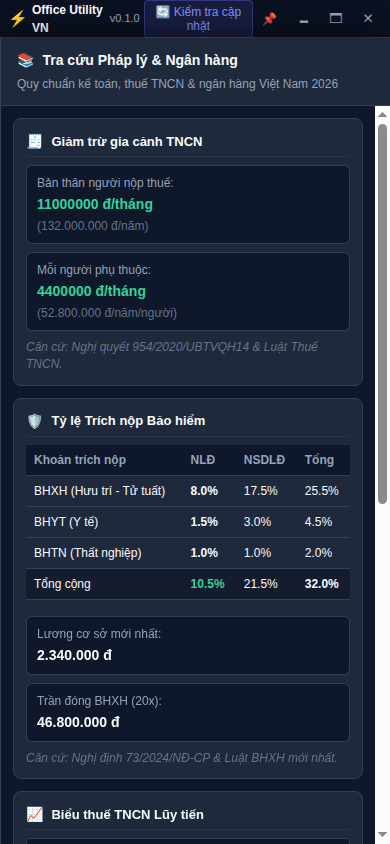 ⚡ Office Utility VN v0.1.0 🔄 Kiểm tra cập nhật
📚 Tra cứu Pháp lý & Ngân hàng
Quy chuẩn kế toán, thuế TNCN & ngân hàng Việt Nam 2026
🧾 Giảm trừ gia cảnh TNCN
Bản thân người nộp thuế:
11000000 đ/tháng
(132.000.000 đ/năm)
Mỗi người phụ thuộc:
4400000 đ/tháng
(52.800.000 đ/năm/người)
Căn cứ: Nghị quyết 954/2020/UBTVQH14 & Luật Thuế
TNCN.
🛡️ Tỷ lệ Trích nộp Bảo hiểm
Khoản trích nộp NLĐ NSDLĐ Tổng
BHXH (Hưu trí - Tử tuất) 8.0% 17.5% 25.5%
BHYT (Y tế) 1.5% 3.0% 4.5%
BHTN (Thất nghiệp) 1.0% 1.0% 2.0%
Tổng cộng 10.5% 21.5% 32.0%
Lương cơ sở mới nhất:
2.340.000 đ
Trần đóng BHXH (20x):
46.800.000 đ
Căn cứ: Nghị định 73/2024/NĐ-CP & Luật BHXH mới nhất.
📈 Biểu thuế TNCN Lũy tiến